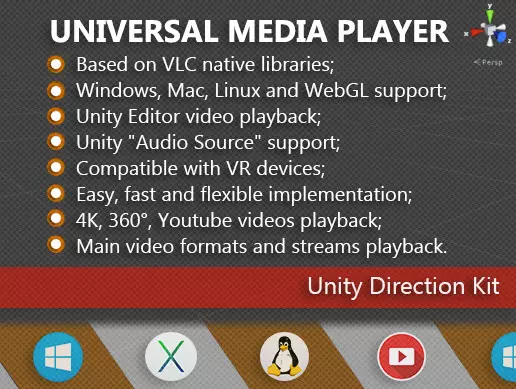 UNIVERSAL MEDIA PLAYER
Based on VLC native libraries;
Windows, Mac, Linux and WebGL support;
Unity Editor video playback;
Unity "Audio Source" support;
Compatible with VR devices;
Easy, fast and flexible implementation;
4K, 360°, Youtube videos playback;
Main video formats and streams playback.
Unity Direction Kit
y
x
z
Persp